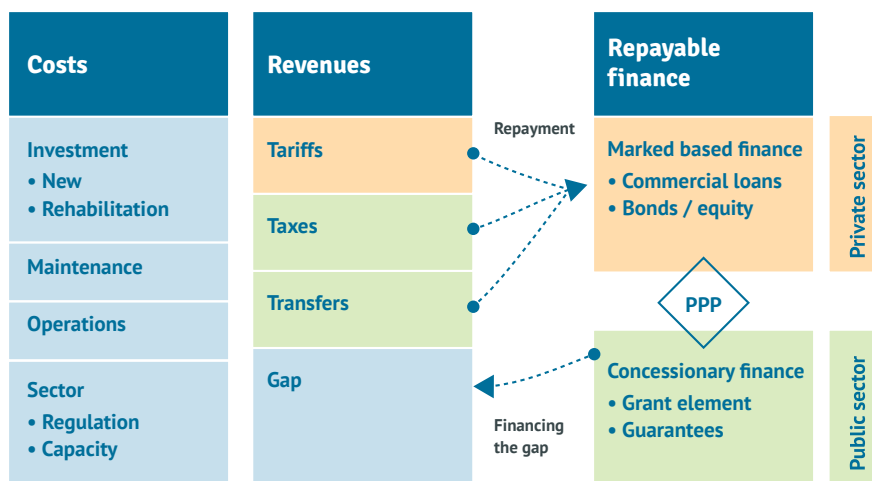 Costs
Investment
• New
• Rehabilitation
Maintenance
Operations
Sector
• Regulation
• Capacity
Revenues
Tariffs
Taxes
Transfers
Gap
Repayment
Financing
the gap
Repayable
finance
Marked based finance
• Commercial loans
• Bonds / equity
PPP
Concessionary finance
• Grant element
• Guarantees
Private sector
Public sector